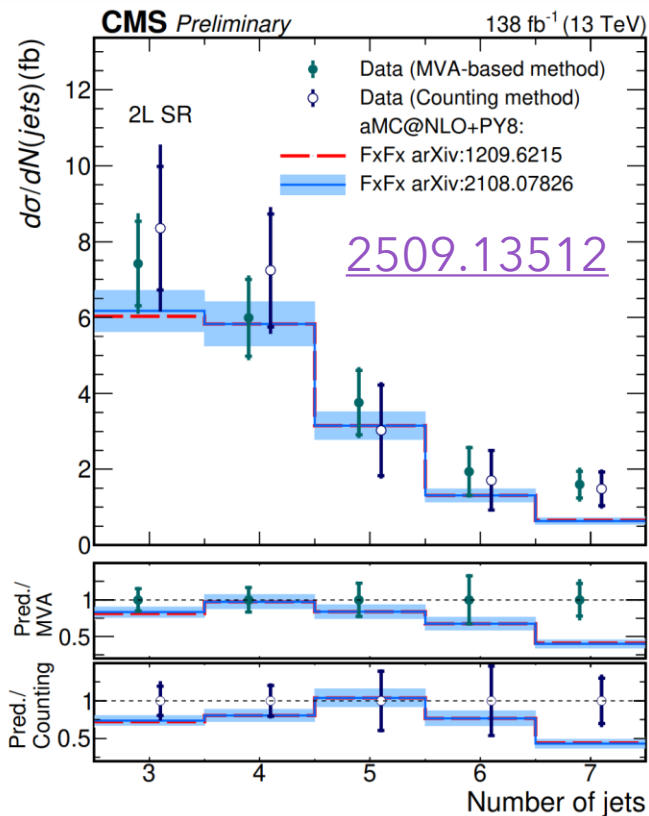 CMS Preliminary 138 fb⁻¹ (13 TeV)
dσ/dN(jets)(fb)
12
10
8
6
4
2
0
2L SR
Data (MVA-based method)
Data (Counting method)
aMC@NLO+PY8:
FxFx arXiv:1209.6215
FxFx arXiv:2108.07826
2509.13512
Pred./
MVA
1
0.5
Pred./
Counting
1
0.5
3 4 5 6 7
Number of jets